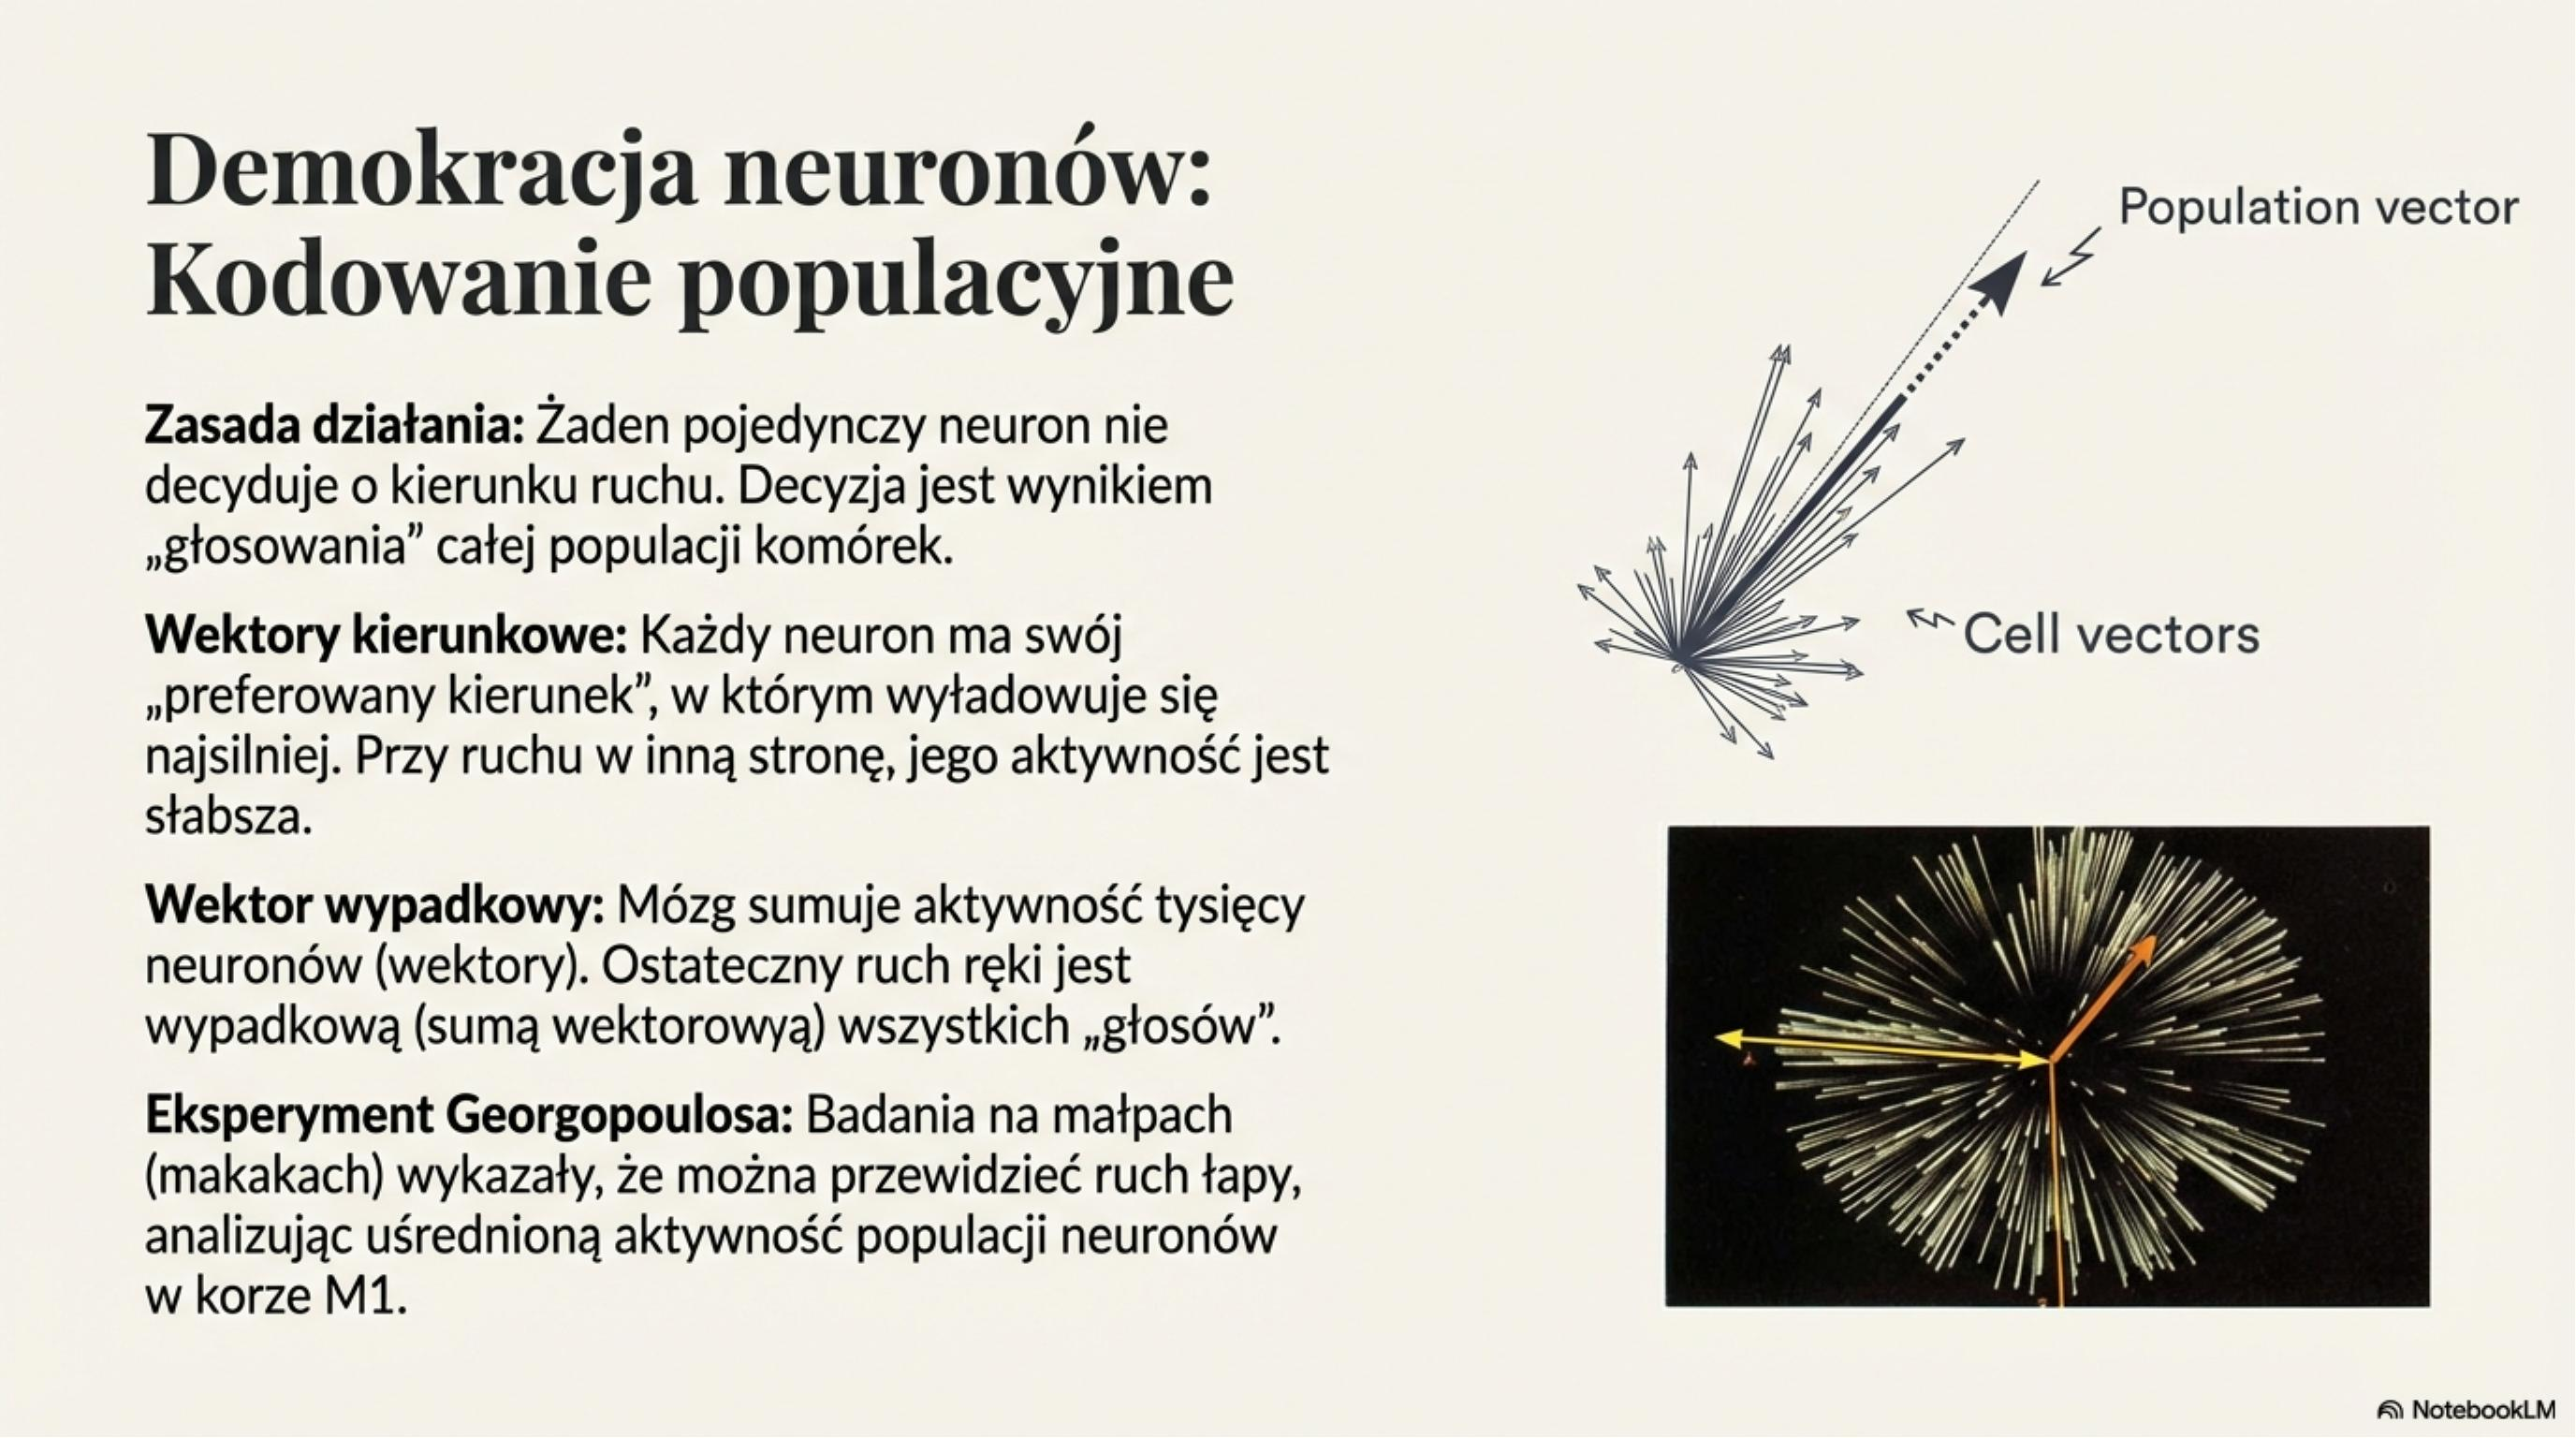 Demokracja neuronów:
Kodowanie populacyjne
Zasada działania: Żaden pojedynczy neuron nie
decyduje o kierunku ruchu. Decyzja jest wynikiem
„głosowania” całej populacji komórek.
Wektory kierunkowe: Każdy neuron ma swój
„preferowany kierunek”, w którym wyładowuje się
najsilniej. Przy ruchu w inną stronę, jego aktywność jest
słabsza.
Wektor wypadkowy: Mózg sumuje aktywność tysięcy
neuronów (wektory). Ostateczny ruch ręki jest
wypadkową (sumą wektorowyą) wszystkich „głosów”.
Eksperyment Georgopoulosa: Badania na małpach
(makakach) wykazały, że można przewidzieć ruch łapy,
analizując uśrednioną aktywność populacji neuronów
w korze M1.
Population vector
Cell vectors
NotebookLM